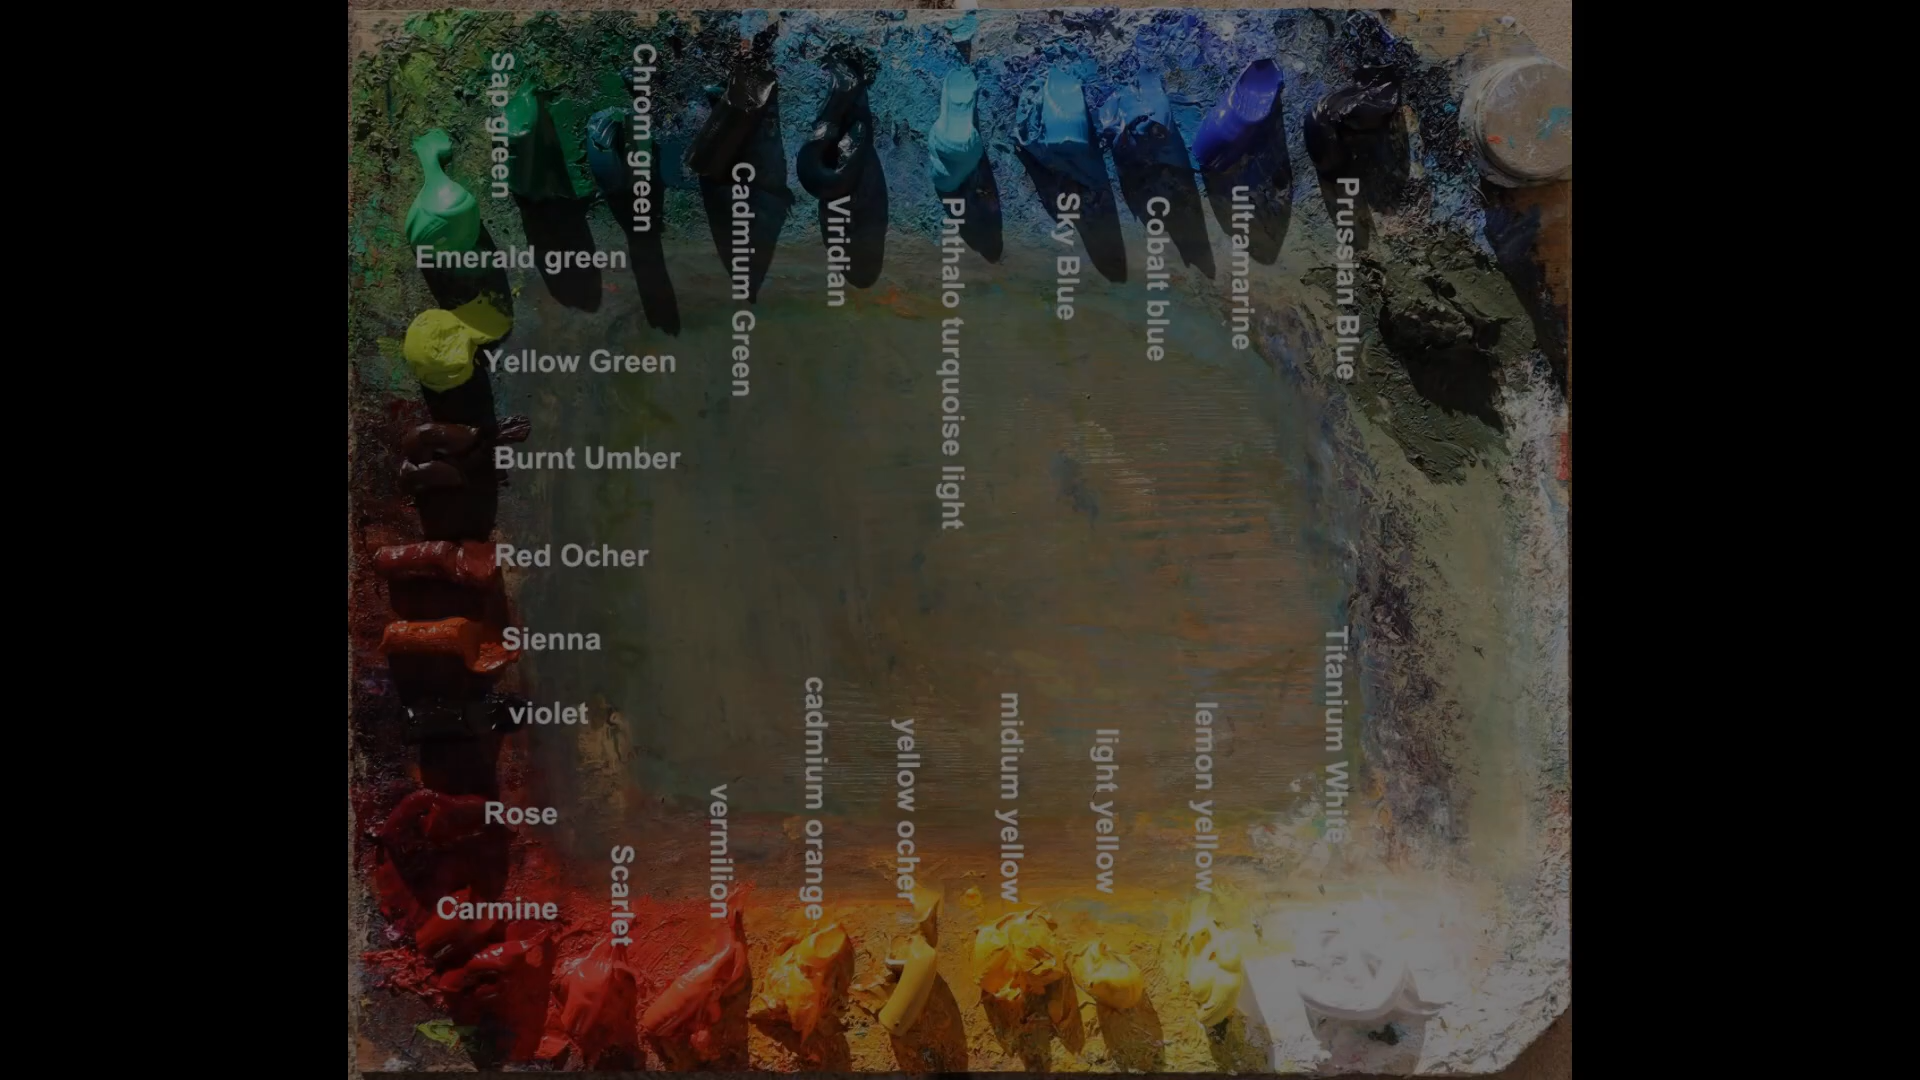 Sap green
Chrom green
Cadmium Green
Viridian
Phthalo turquoise light
Sky Blue
Cobalt blue
ultramarine
Prussian Blue
Emerald green
Yellow Green
Burnt Umber
Red Ocher
Sienna
violet
Rose
Carmine
Scarlet
vermilion
cadmium orange
yellow ocher
midium yellow
light yellow
lemon yellow
Titanium White